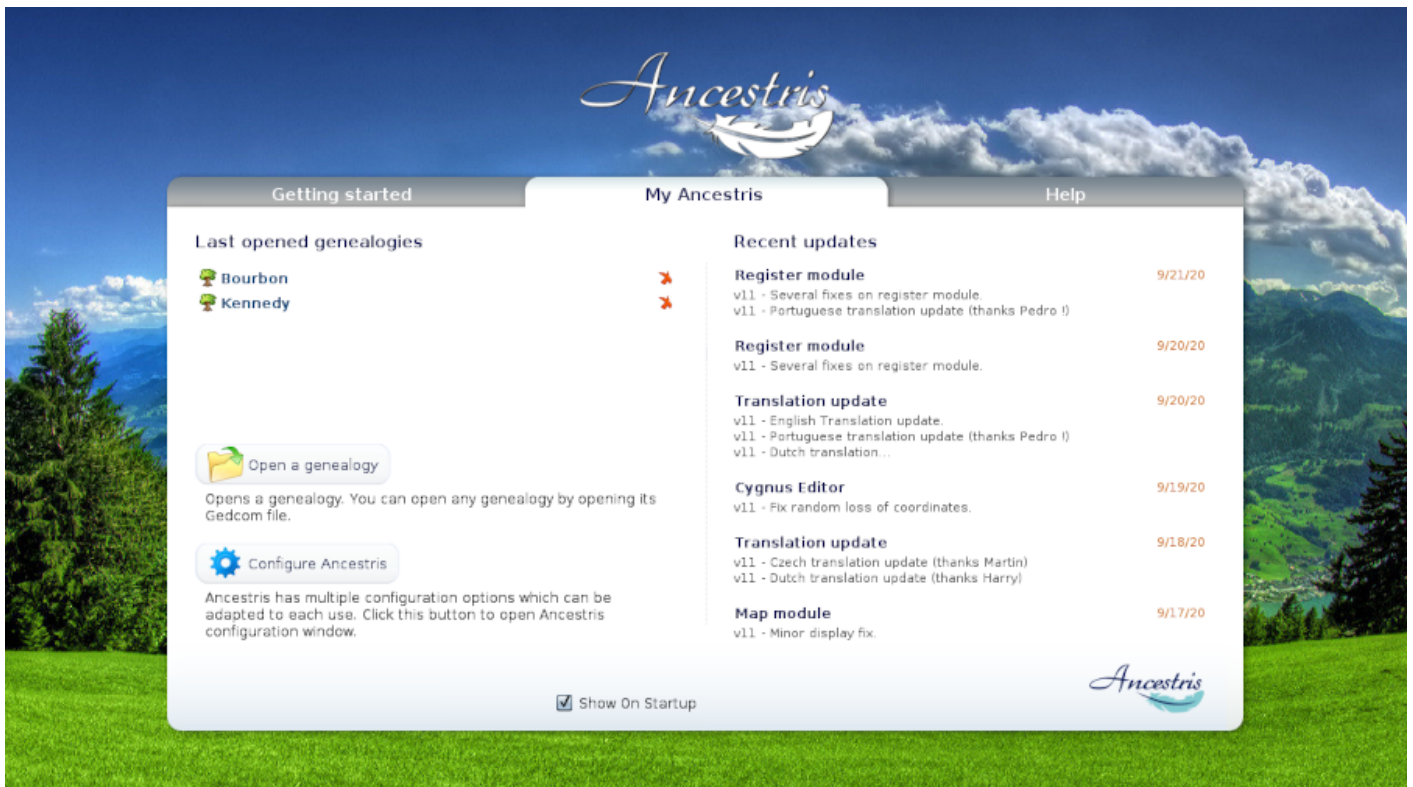 Ancestris
Getting started
My Ancestris
Help
Last opened genealogies
Bourbon
Kennedy
Open a genealogy
Opens a genealogy. You can open any genealogy by opening its
Gedcom file.
Configure Ancestris
Ancestris has multiple configuration options which can be
adapted to each use. Click this button to open Ancestris
configuration window.
Recent updates
Register module 9/21/20
v11 - Several fixes on register module.
v11 - Portuguese translation update (thanks Pedro !)
Register module 9/20/20
v11 - Several fixes on register module.
Translation update 9/20/20
v11 - English Translation update.
v11 - Portuguese translation update (thanks Pedro !)
v11 - Dutch translation...
Cygnus Editor 9/19/20
v11 - Fix random loss of coordinates.
Translation update 9/18/20
v11 - Czech translation update (thanks Martin)
v11 - Dutch translation update (thanks Harry)
Map module 9/17/20
v11 - Minor display fix.
Ancestris
Show On Startup